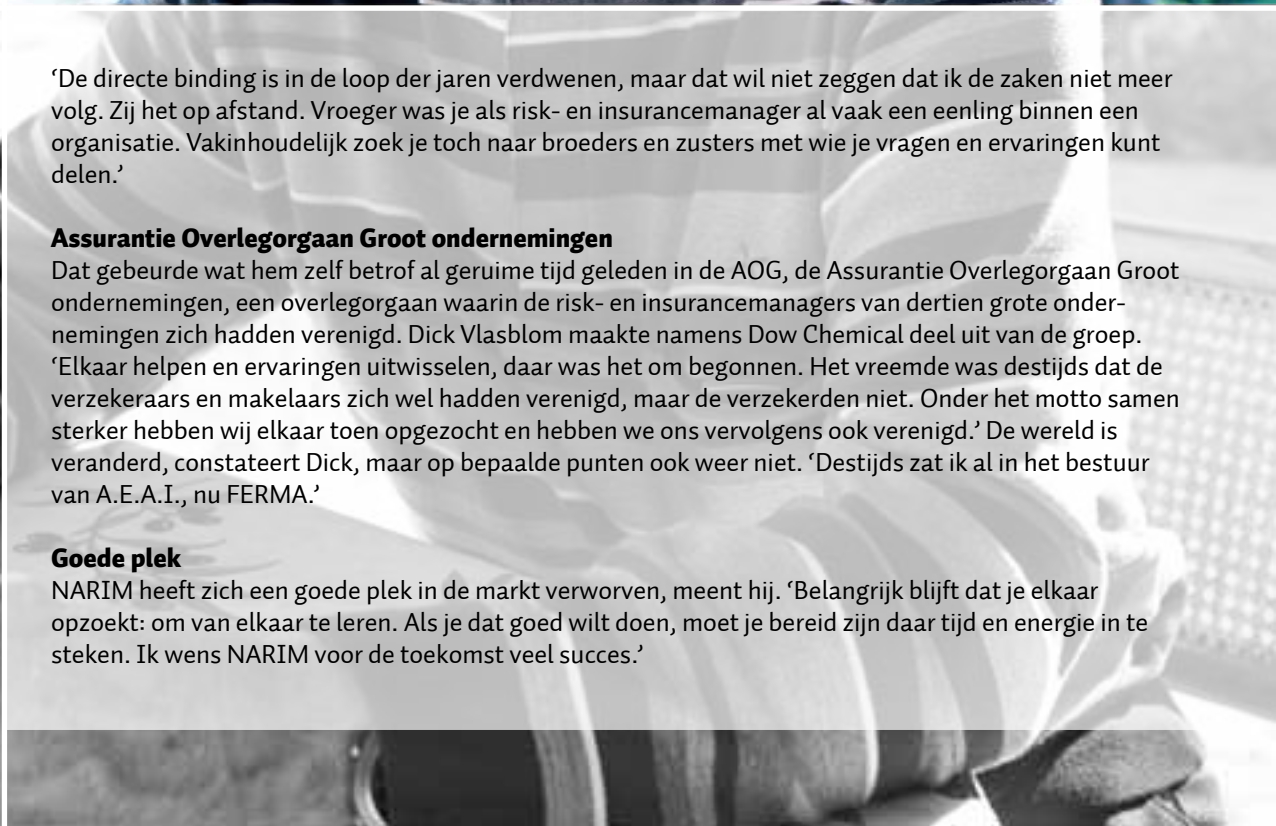 ‘De directe binding is in de loop der jaren verdwenen, maar dat wil niet zeggen dat ik de zaken niet meer
volg. Zij het op afstand. Vroeger was je als risk- en insurancemanager al vaak een eenling binnen een
organisatie. Vakinhoudelijk zoek je toch naar broeders en zusters met wie je vragen en ervaringen kunt
delen.’
Assurantie Overlegorgaan Groot ondernemingen
Dat gebeurde wat hem zelf betrof al geruime tijd geleden in de AOG, de Assurantie Overlegorgaan Groot
ondernemingen, een overlegorgaan waarin de risk- en insurancemanagers van dertien grote onder-
nemingen zich hadden verenigd. Dick Vlasblom maakte namens Dow Chemical deel uit van de groep.
‘Elkaar helpen en ervaringen uitwisselen, daar was het om begonnen. Het vreemde was destijds dat de
verzekeraars en makelaars zich wel hadden verenigd, maar de verzekerden niet. Onder het motto samen
sterker hebben wij elkaar toen opgezocht en hebben we ons vervolgens ook verenigd.’ De wereld is
veranderd, constateert Dick, maar op bepaalde punten ook weer niet. ‘Destijds zat ik al in het bestuur
van A.E.A.I., nu FERMA.’
Goede plek
NARIM heeft zich een goede plek in de markt verworven, meent hij. ‘Belangrijk blijft dat je elkaar
opzoekt: om van elkaar te leren. Als je dat goed wilt doen, moet je bereid zijn daar tijd en energie in te
steken. Ik wens NARIM voor de toekomst veel succes.’